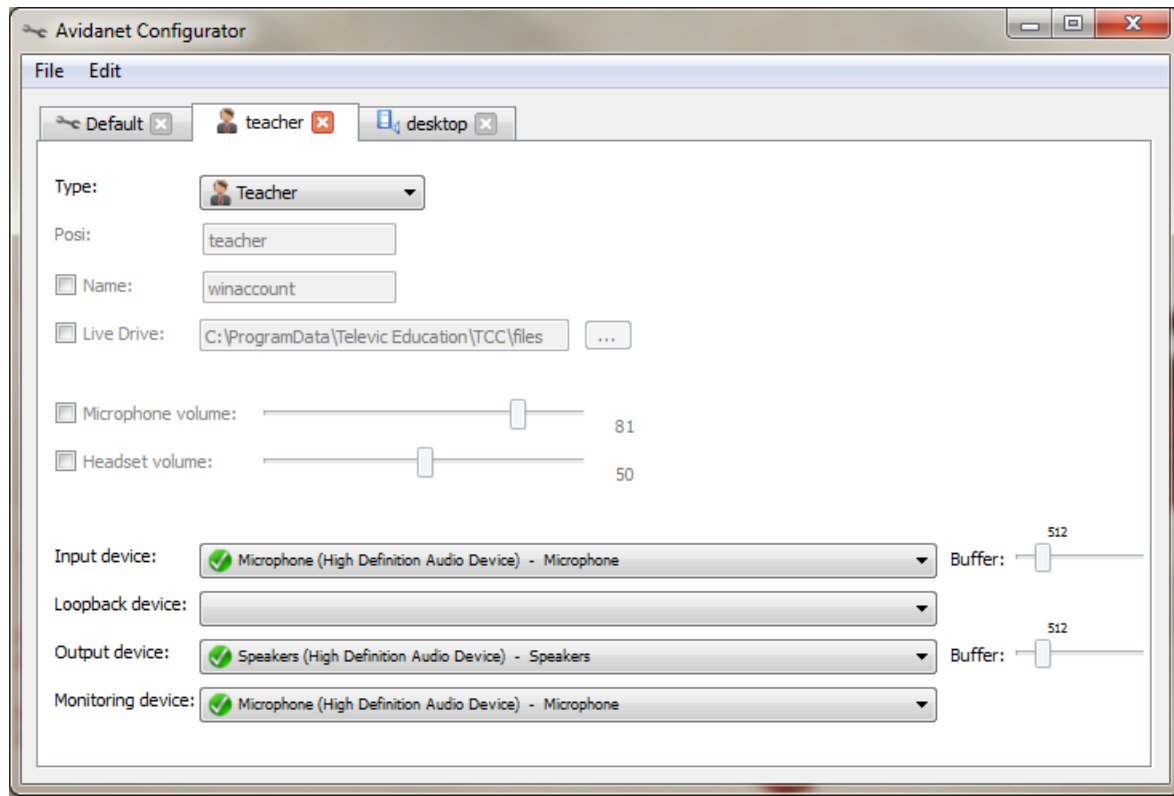 Avidanet Configurator
File Edit
Default teacher desktop
Type: Teacher
Posi: teacher
Name: winaccount
Live Drive: C:\ProgramData\Televic Education\TCC\files ...
Microphone volume: 81
Headset volume: 50
512
Input device: Microphone (High Definition Audio Device) - Microphone Buffer:
Loopback device:
512
Output device: Speakers (High Definition Audio Device) - Speakers Buffer:
Monitoring device: Microphone (High Definition Audio Device) - Microphone